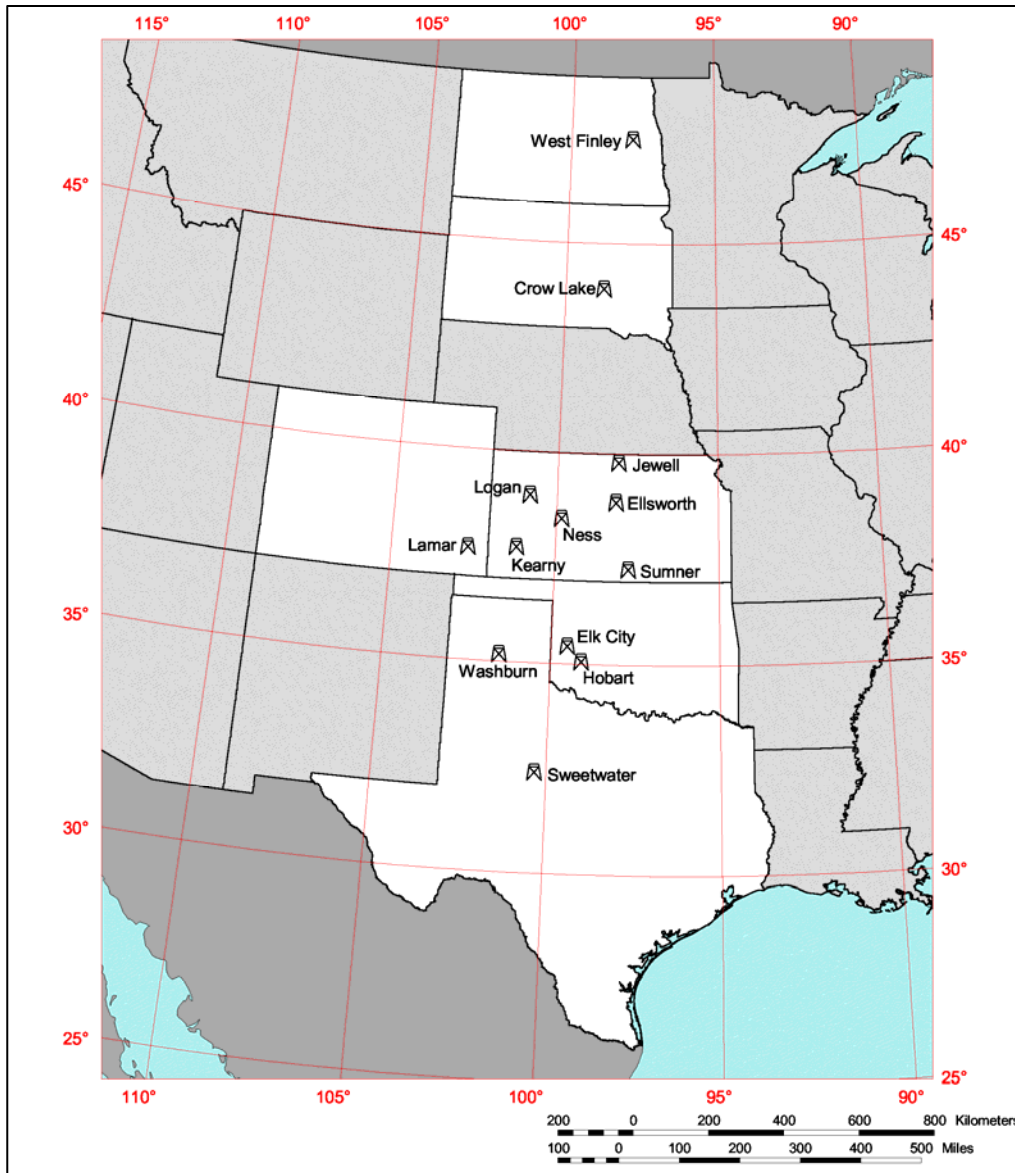 115° 110° 105° 100° 95° 90°
West Finley
45°
45°
Crow Lake
40°
40°
Jewell
Logan
Ellsworth
Ness
Lamar
Kearny
Sumner
35°
35°
Elk City
Washburn
Hobart
Sweetwater
30°
30°
25°
25°
110° 105° 100° 95° 90°
200 0 200 400 600 800 Kilometers
100 0 100 200 300 400 500 Miles